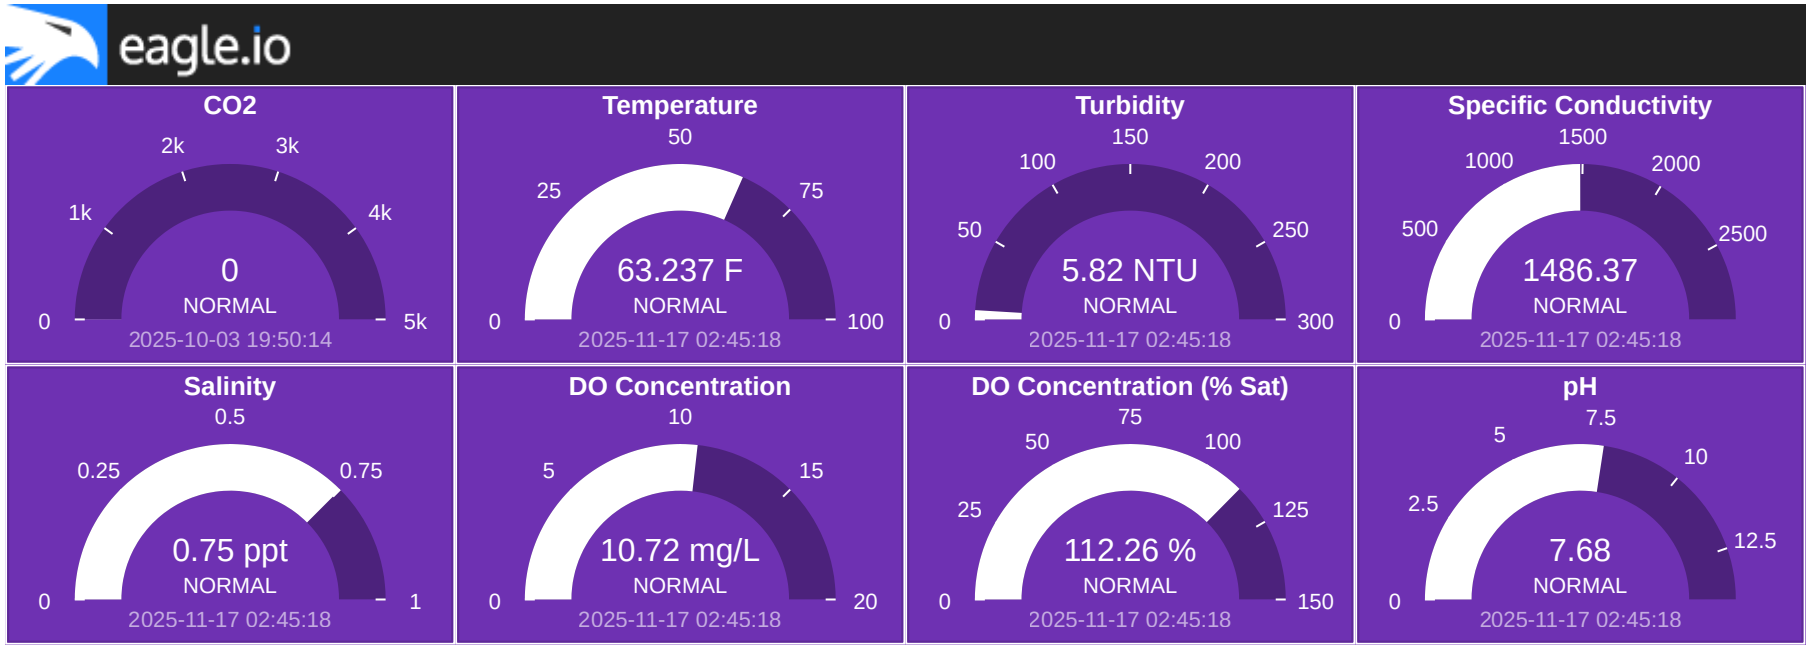 eagle.io
CO2
2k
3k
1k
4k
0
NORMAL
0
5k
2025-10-03 19:50:14
Temperature
50
25
75
63.237 F
NORMAL
0
100
2025-11-17 02:45:18
Turbidity
150
100
200
50
250
5.82 NTU
NORMAL
0
300
2025-11-17 02:45:18
Specific Conductivity
1500
1000
2000
500
2500
1486.37
NORMAL
0
2025-11-17 02:45:18
Salinity
0.5
0.25
0.75
0.75 ppt
NORMAL
0
1
2025-11-17 02:45:18
DO Concentration
10
5
15
10.72 mg/L
NORMAL
0
20
2025-11-17 02:45:18
DO Concentration (% Sat)
75
50
100
25
125
112.26 %
NORMAL
0
150
2025-11-17 02:45:18
pH
7.5
5
10
2.5
12.5
7.68
NORMAL
0
2025-11-17 02:45:18